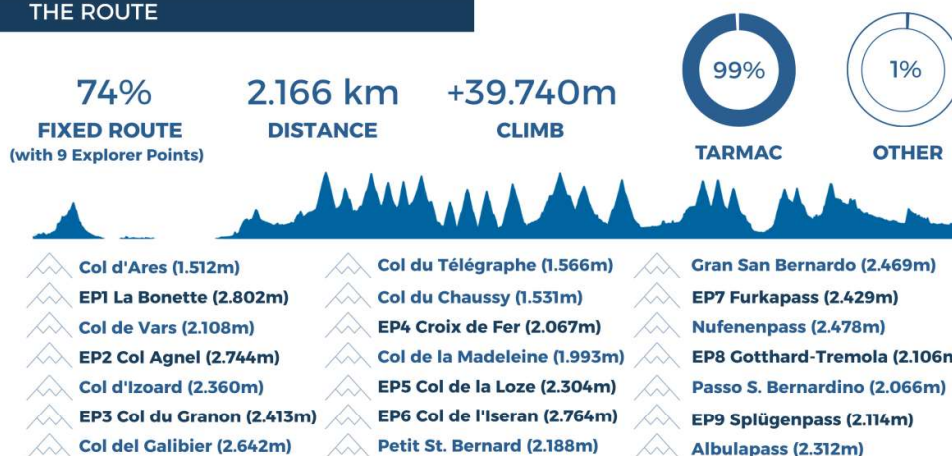 THE ROUTE
74%
FIXED ROUTE
(with 9 Explorer Points)
2.166 km
DISTANCE
+39.740m
CLIMB
99%
TARMAC
1%
OTHER
Col d'Ares (1.512m)
EP1 La Bonette (2.802m)
Col de Vars (2.108m)
EP2 Col Agnel (2.744m)
Col d'Izoard (2.360m)
EP3 Col du Granon (2.413m)
Col del Galibier (2.642m)
Col du Télégraphe (1.566m)
Col du Chaussy (1.531m)
EP4 Croix de Fer (2.067m)
Col de la Madeleine (1.993m)
EP5 Col de la Loze (2.304m)
EP6 Col de l'Iseran (2.764m)
Petit St. Bernard (2.188m)
Gran San Bernardo (2.469m)
EP7 Furkapass (2.429m)
Nufenenpass (2.478m)
EP8 Gotthard-Tremola (2.106m
Passo S. Bernardino (2.066m)
EP9 Splügenpass (2.114m)
Albulapass (2.312m)